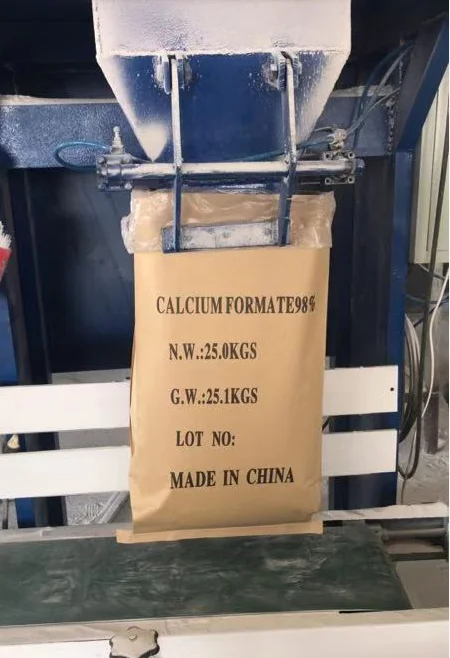 CALCIUM FORMATE98%
N.W.:25.0KGS
G.W.:25.1KGS
LOT NO:
MADE IN CHINA